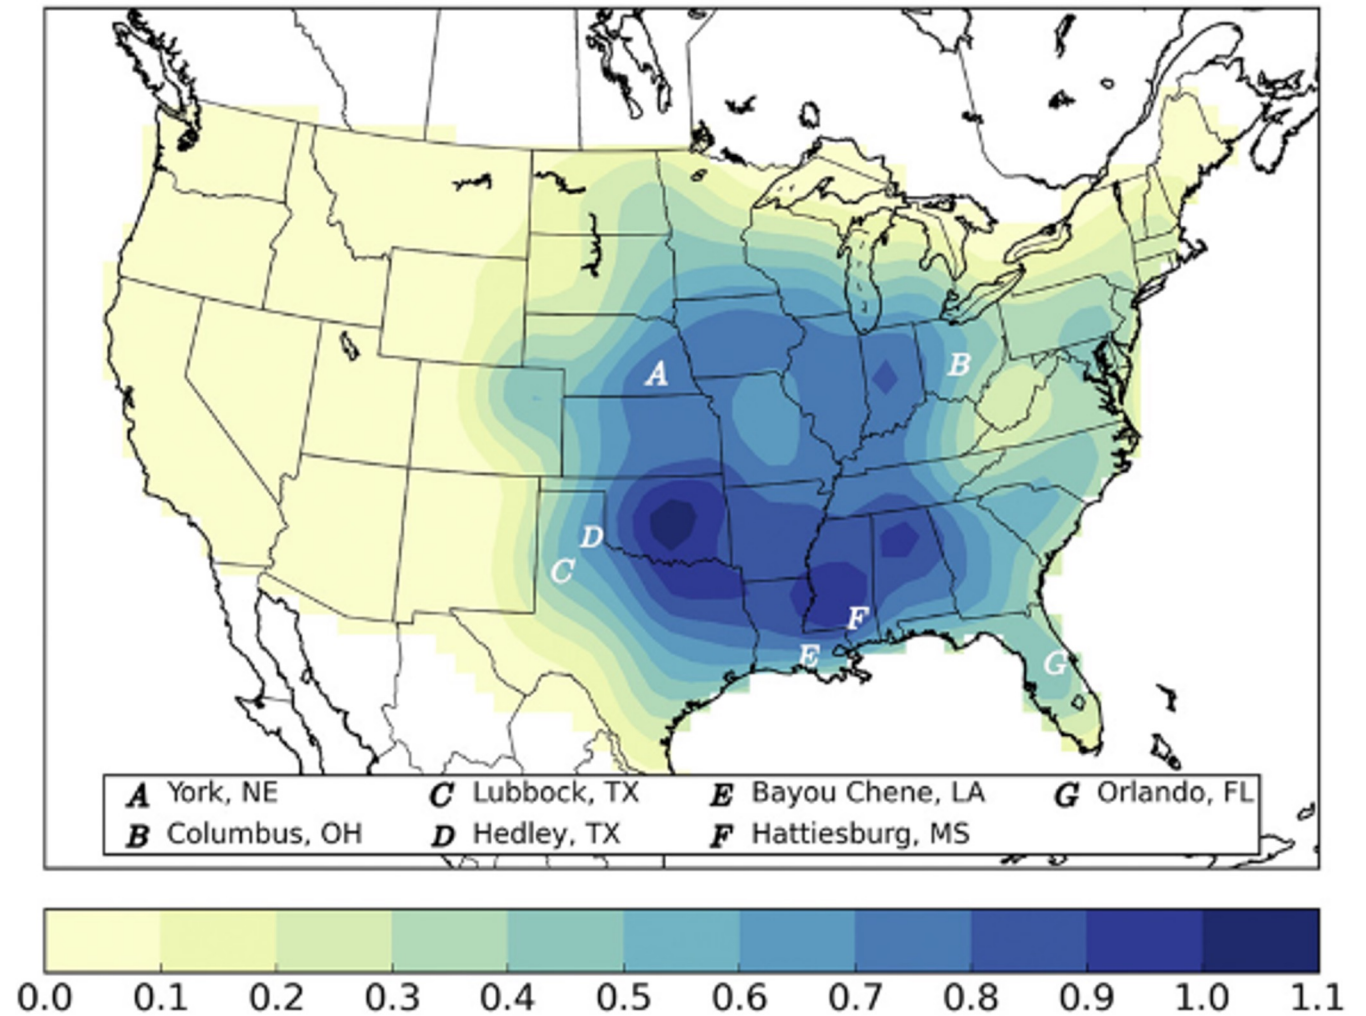 A
B
D
C
F
E
G
A York, NE C Lubbock, TX E Bayou Chene, LA G Orlando, FL
B Columbus, OH D Hedley, TX F Hattiesburg, MS
0.0 0.1 0.2 0.3 0.4 0.5 0.6 0.7 0.8 0.9 1.0 1.1